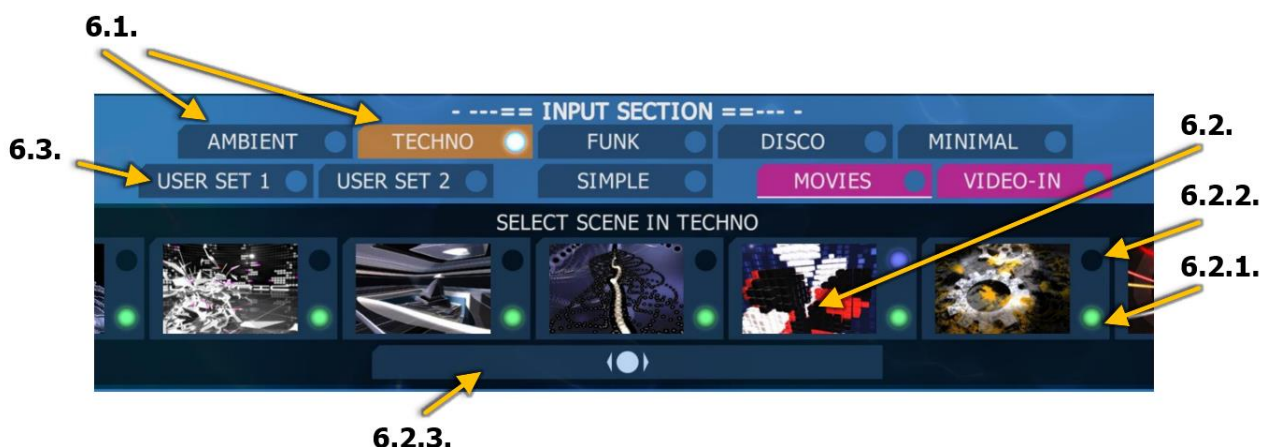 6.1.
- ---== INPUT SECTION ==--- -
AMBIENT TECHNO FUNK DISCO MINIMAL
6.2.
6.3.
USER SET 1 USER SET 2 SIMPLE MOVIES VIDEO-IN
6.2.2.
SELECT SCENE IN TECHNO
6.2.1.
6.2.3.